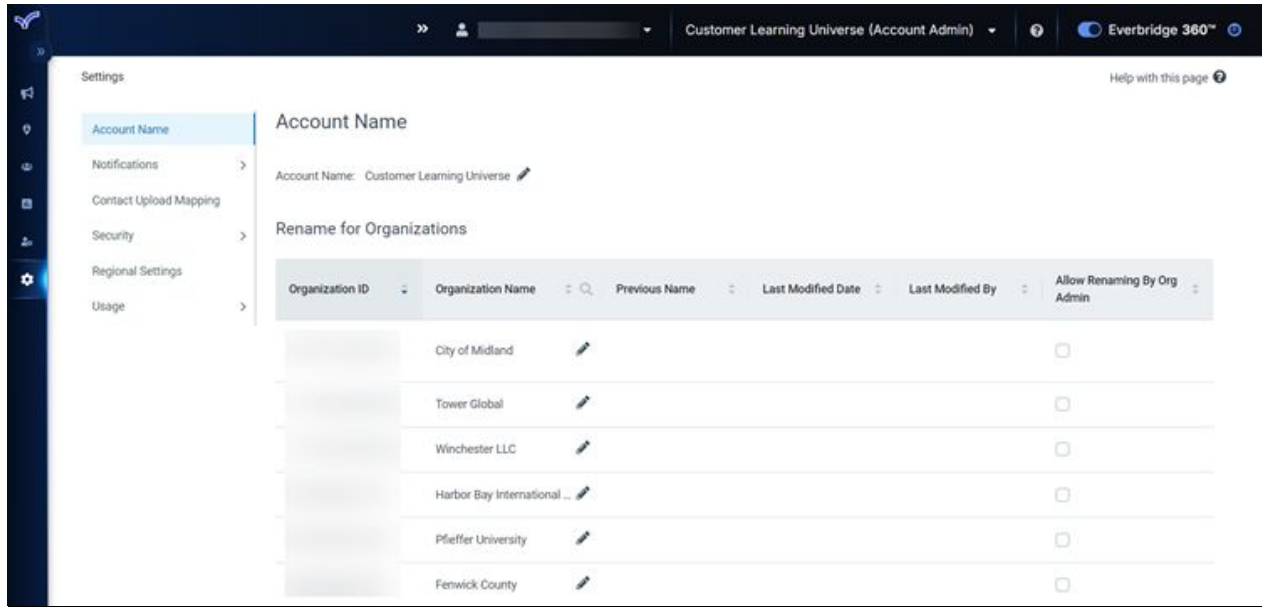 Customer Learning Universe (Account Admin)
Everbridge 360™
Settings
Help with this page
Account Name
Notifications
Contact Upload Mapping
Security
Regional Settings
Usage
Account Name
Account Name: Customer Learning Universe
Rename for Organizations
Organization ID Organization Name Previous Name Last Modified Date Last Modified By Allow Renaming By Org
Admin
City of Midland
Tower Global
Winchester LLC
Harbor Bay International ...
Pfieffer University
Fenwick County